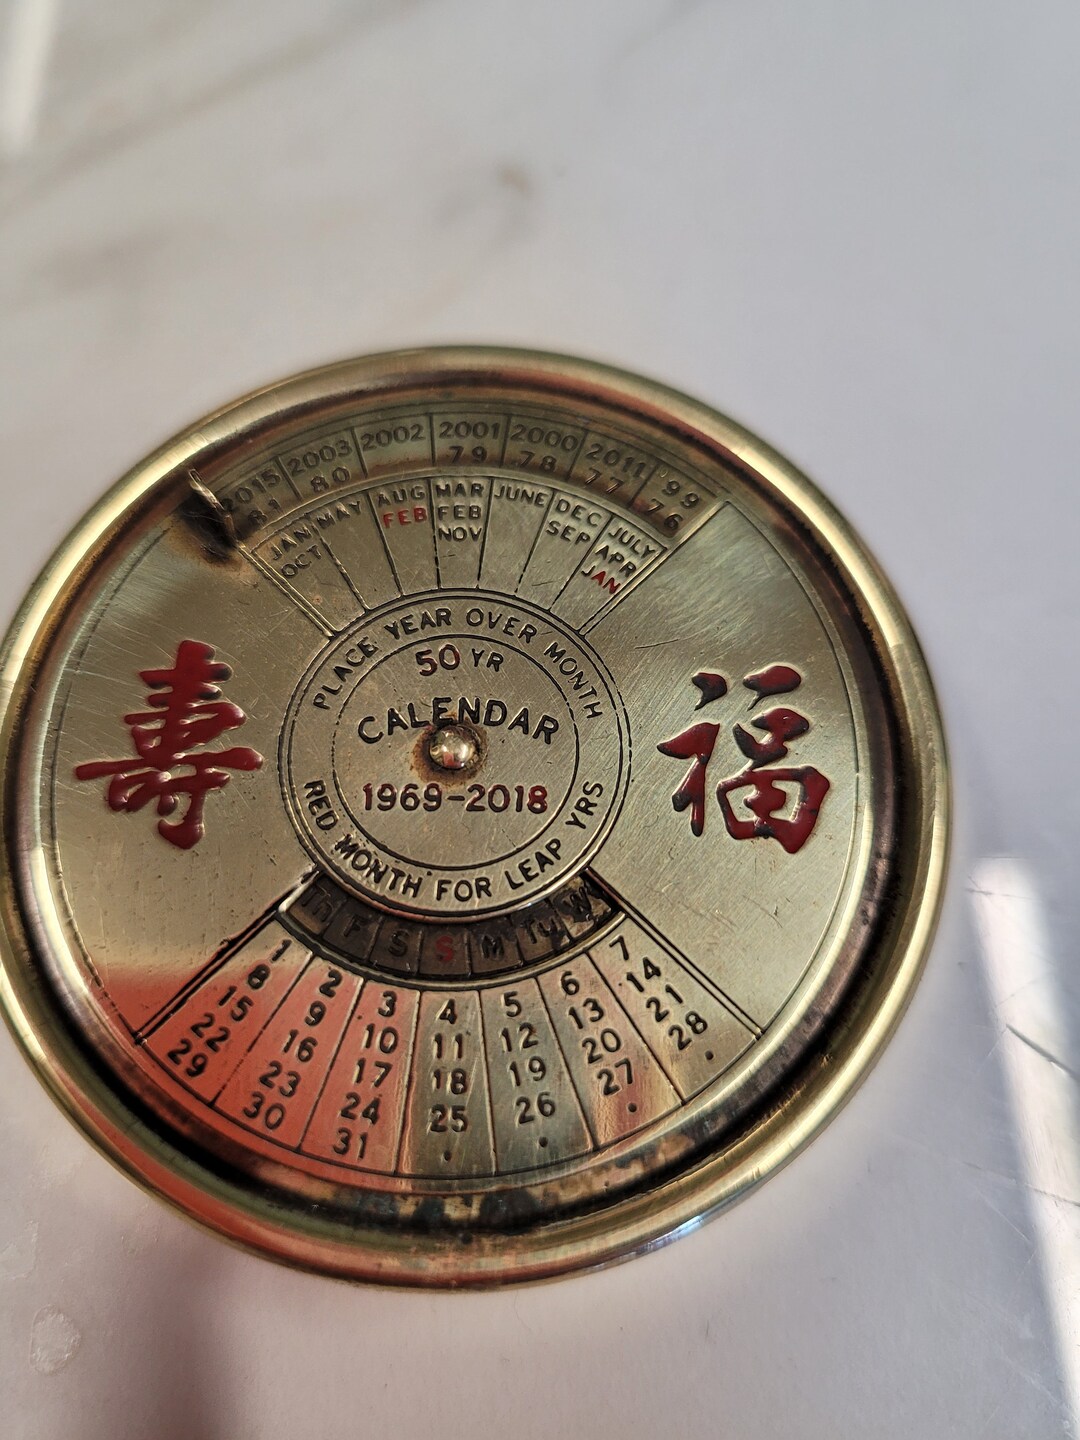 2015 2003 2002 2001 2000 2011 '99
81 80 79 78 77 76
JAN MAY AUG MAR JUNE DEC JULY
OCT FEB FEB SEP APR
NOV JAN
PLACE YEAR OVER MONTH
50 YR
CALENDAR
1969-2018
RED MONTH FOR LEAP YRS
壽
福
Th F S S M Tu W
1 2 3 4 5 6 7
8 9 10 11 12 13 14
15 16 17 18 19 20 21
22 23 24 25 26 27 28
29 30 31